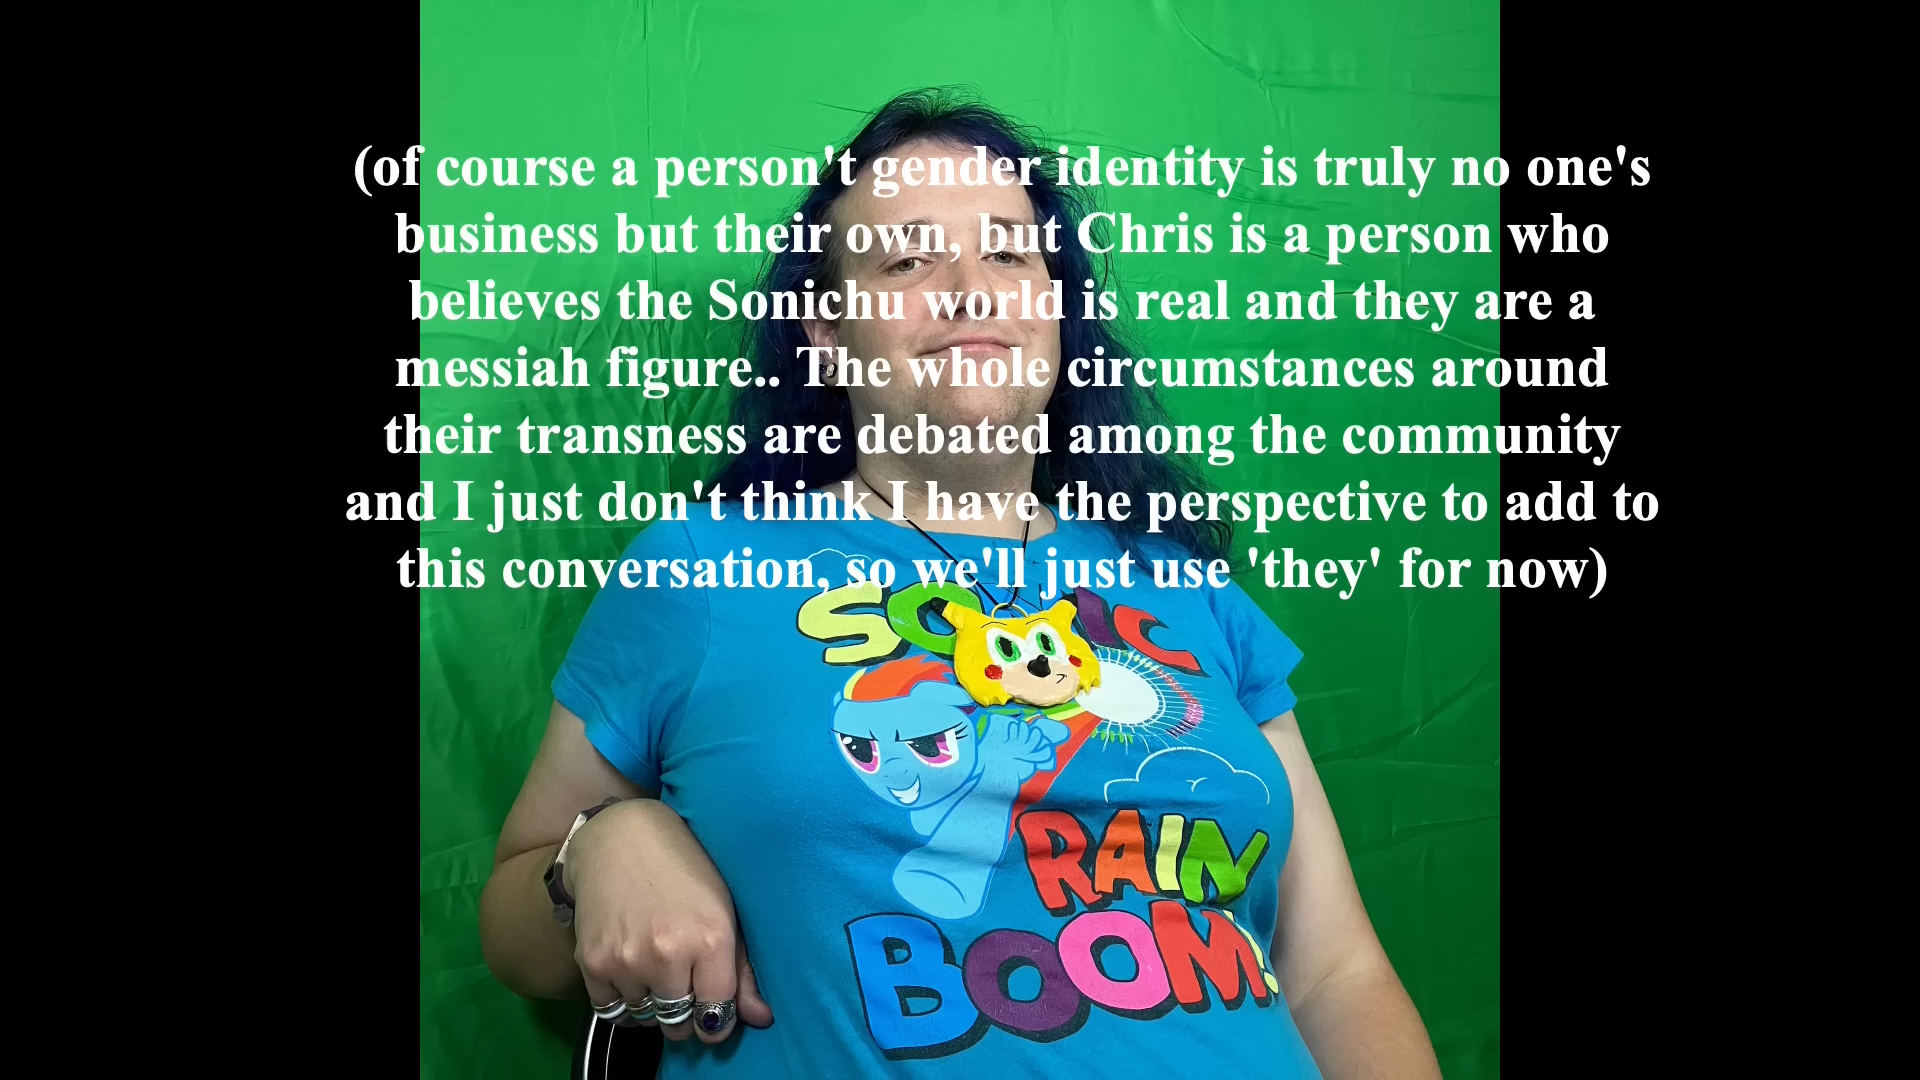 (of course a person't gender identity is truly no one's
business but their own, but Chris is a person who
believes the Sonichu world is real and they are a
messiah figure.. The whole circumstances around
their transness are debated among the community
and I just don't think I have the perspective to add to
this conversation, so we'll just use 'they' for now)
SONIC
RAIN
BOOM!